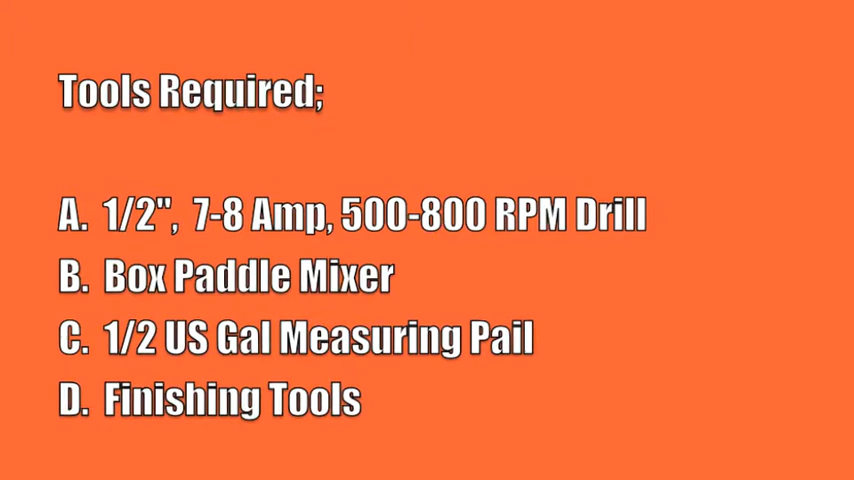 Tools Required;
A. 1/2", 7-8 Amp, 500-800 RPM Drill
B. Box Paddle Mixer
C. 1/2 US Gal Measuring Pail
D. Finishing Tools